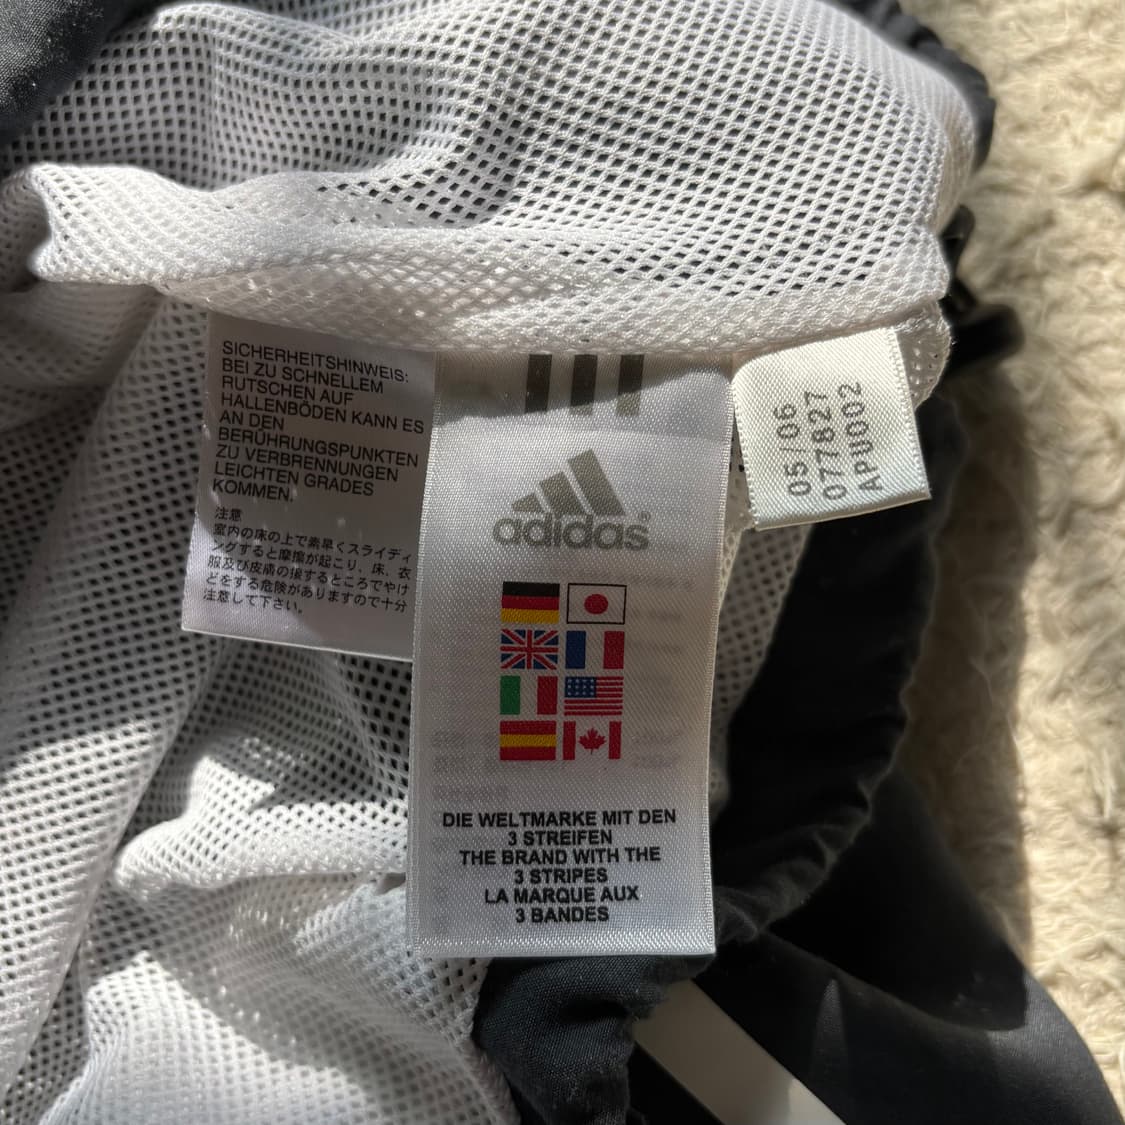 SICHERHEITSHINWEIS:
BEI ZU SCHNELLEM
RUTSCHEN AUF
HALLENBÖDEN KANN ES
AN DEN
BERÜHRUNGSPUNKTEN
ZU VERBRENNUNGEN
LEICHTEN GRADES
KOMMEN.
注意
室内の床の上で素早くスライディ
ングすると摩擦が起こり、床、衣
服及び皮膚の接するところでやけ
どをする危険がありますので十分
注意して下さい。
adidas®
DIE WELTMARKE MIT DEN
3 STREIFEN
THE BRAND WITH THE
3 STRIPES
LA MARQUE AUX
3 BANDES
05/06
077827
APU002